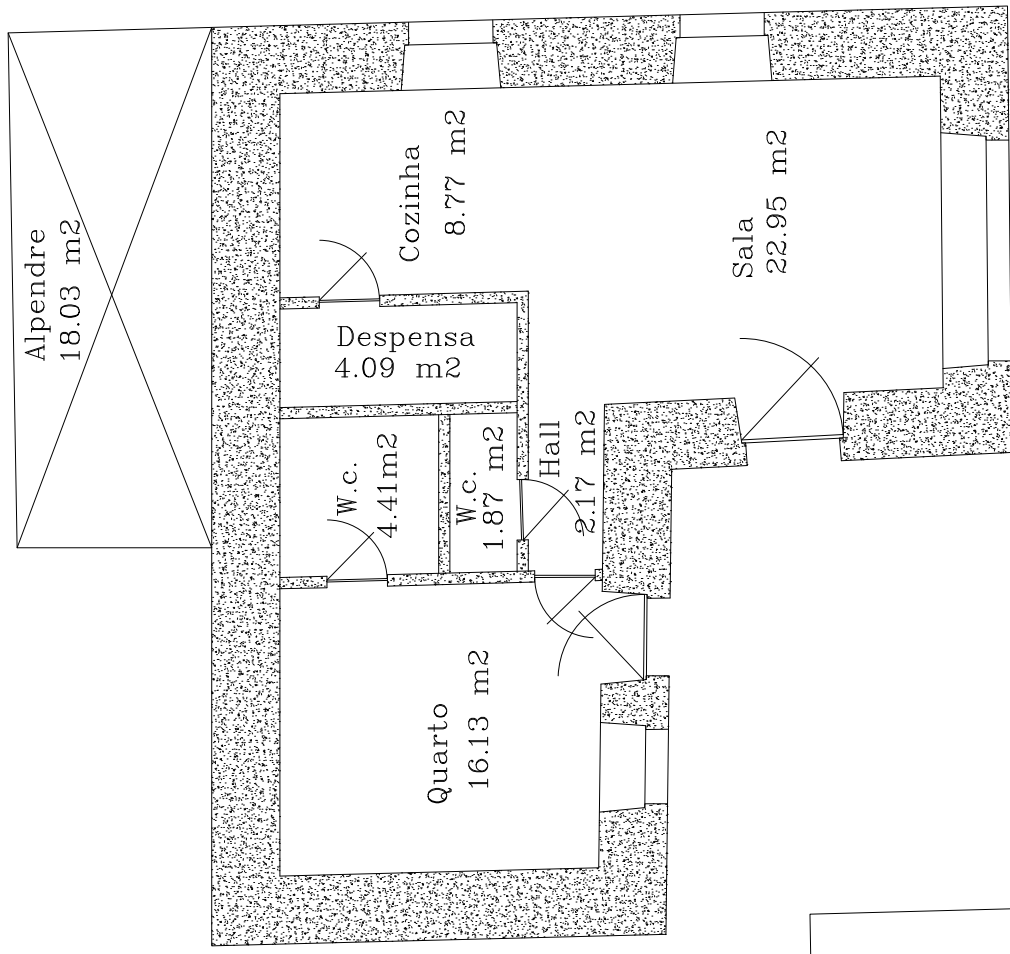 Alpendre
18.03 m2
Cozinha
8.77 m2
Sala
22.95 m2
Despensa
4.09 m2
W.c.
4.41m2
W.c.
1.87 m2
Hall
2.17 m2
Quarto
16.13 m2